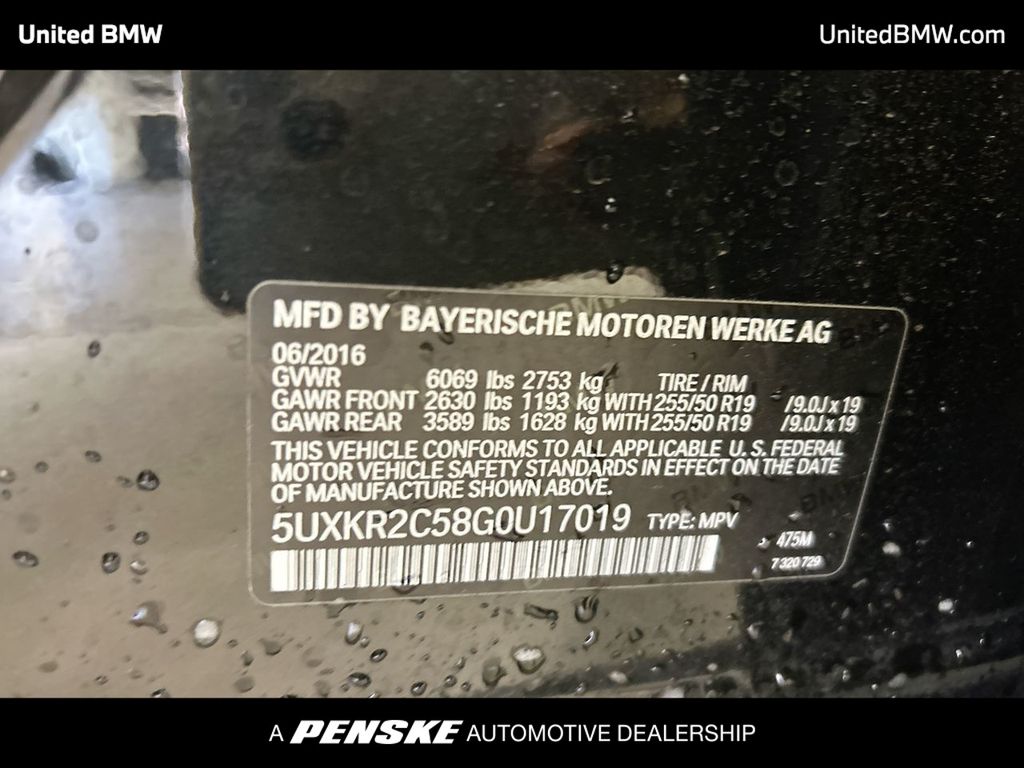 United BMW
UnitedBMW.com
MFD BY BAYERISCHE MOTOREN WERKE AG
06/2016
GVWR 6069 lbs 2753 kg TIRE / RIM
GAWR FRONT 2630 lbs 1193 kg WITH 255/50 R19 /9.0J x 19
GAWR REAR 3589 lbs 1628 kg WITH 255/50 R19 /9.0J x 19
THIS VEHICLE CONFORMS TO ALL APPLICABLE U.S. FEDERAL
MOTOR VEHICLE SAFETY STANDARDS IN EFFECT ON THE DATE
OF MANUFACTURE SHOWN ABOVE.
5UXKR2C58G0U17019 TYPE: MPV
475M
7 320 729
A PENSKE AUTOMOTIVE DEALERSHIP